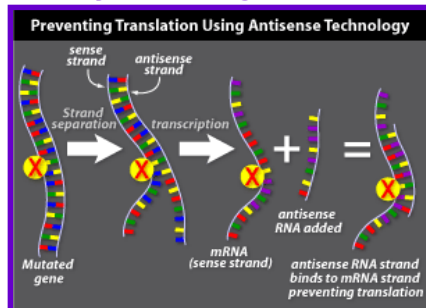 Preventing Translation Using Antisense Technology
sense
strand
antisense
strand
Strand
separation
transcription
X
X
X
+
=
X
Mutated
gene
mRNA
(sense strand)
antisense
RNA added
antisense RNA strand
binds to mRNA strand
preventing translation